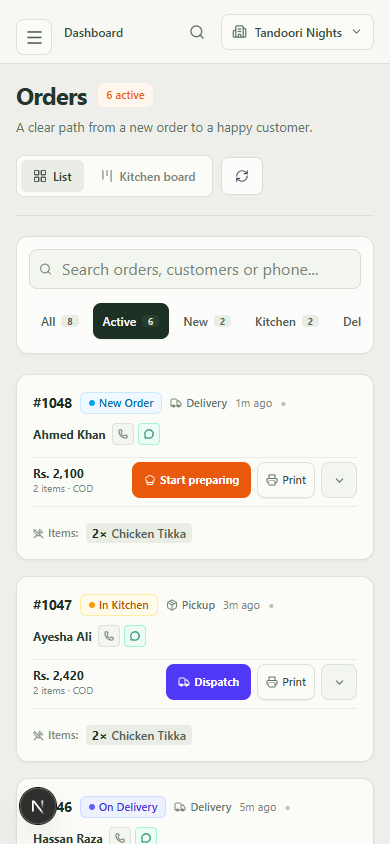 Dashboard
Tandoori Nights
Orders
6 active
A clear path from a new order to a happy customer.
List
Kitchen board
Search orders, customers or phone...
All 8
Active 6
New 2
Kitchen 2
Del
#1048
New Order
Delivery
1m ago
Ahmed Khan
Rs. 2,100
2 items · COD
Start preparing
Print
Items:
2× Chicken Tikka
#1047
In Kitchen
Pickup
3m ago
Ayesha Ali
Rs. 2,420
2 items · COD
Dispatch
Print
Items:
2× Chicken Tikka
N
46
On Delivery
Delivery
5m ago
Hassan Raza